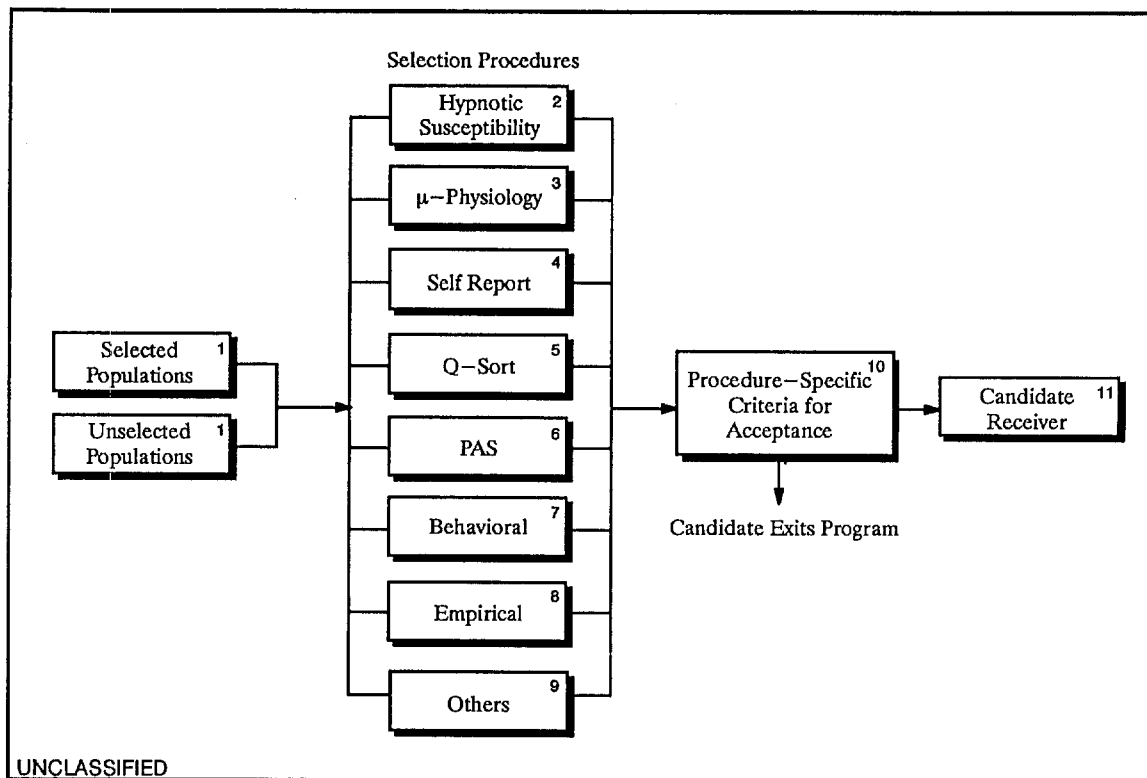 Selection Procedures
Hypnotic 2
Susceptibility
μ-Physiology 3
Self Report 4
Q-Sort 5
PAS 6
Behavioral 7
Empirical 8
Others 9
Selected 1
Populations
Unselected 1
Populations
Procedure-Specific 10
Criteria for
Acceptance
Candidate Exits Program
Candidate 11
Receiver
UNCLASSIFIED